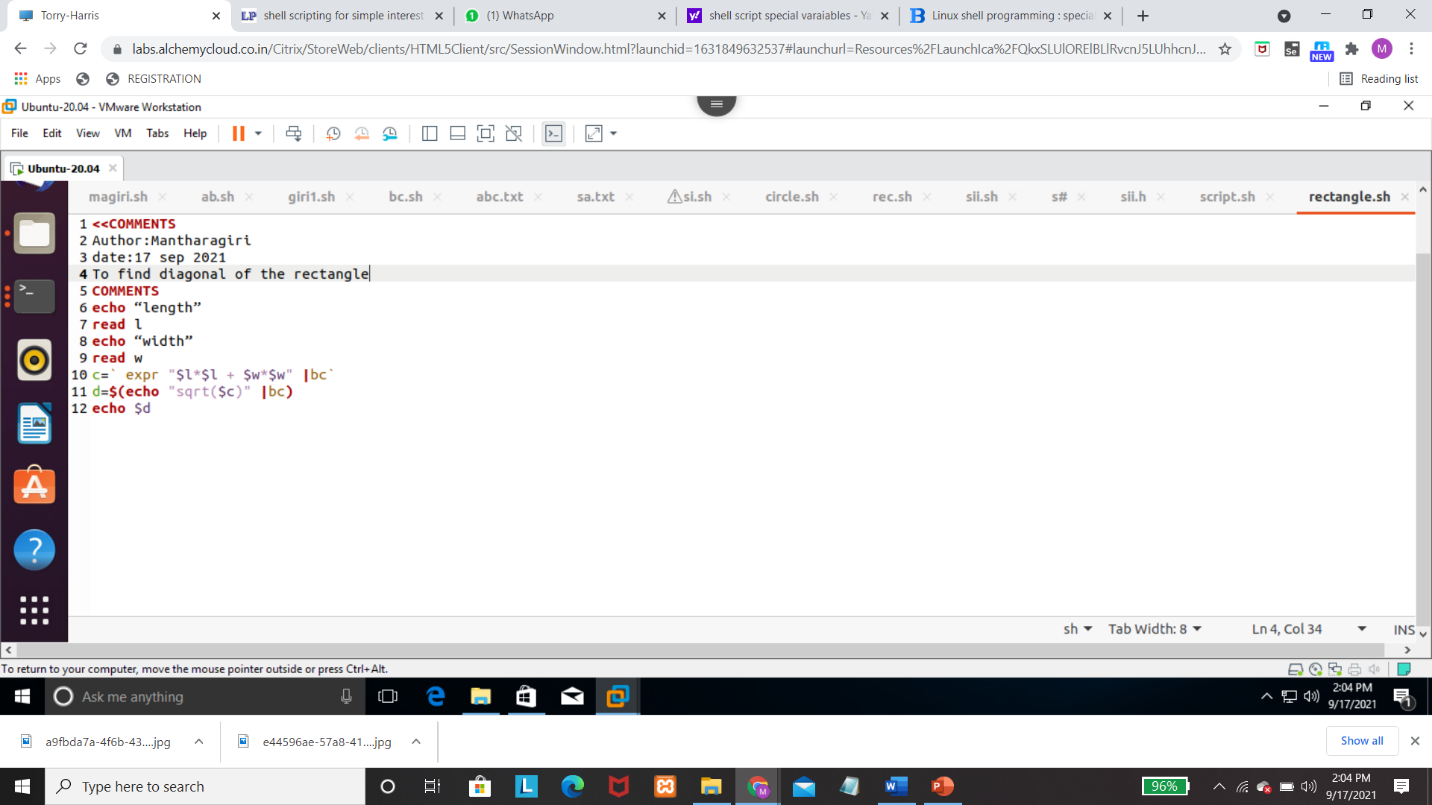 Torry-Harris
shell scripting for simple interest
(1) WhatsApp
shell script special varaiables - Ya
Linux shell programming : specia
labs.alchemycloud.co.in/Citrix/StoreWeb/clients/HTML5Client/src/SessionWindow.html?launchid=1631849632537#launchurl=Resources%2FLaunchIca%2FQkxSLUlORElBLlRvcnJ5LUhhcnJ...
NEW
M
Apps
REGISTRATION
Reading list
Ubuntu-20.04 - VMware Workstation
File Edit View VM Tabs Help
Ubuntu-20.04
magiri.sh ab.sh giri1.sh bc.sh abc.txt sa.txt si.sh circle.sh rec.sh sii.sh s# sii.h script.sh rectangle.sh
1 <<COMMENTS
2 Author:Mantharagiri
3 date:17 sep 2021
4 To find diagonal of the rectangle
5 COMMENTS
6 echo “length”
7 read l
8 echo “width”
9 read w
10 c=` expr "$l*$l + $w*$w" |bc`
11 d=$(echo "sqrt($c)" |bc)
12 echo $d
sh Tab Width: 8 Ln 4, Col 34 INS
To return to your computer, move the mouse pointer outside or press Ctrl+Alt.
Ask me anything
2:04 PM
9/17/2021
1
a9fbda7a-4f6b-43....jpg
e44596ae-57a8-41....jpg
Show all
Type here to search
96%
2:04 PM
9/17/2021